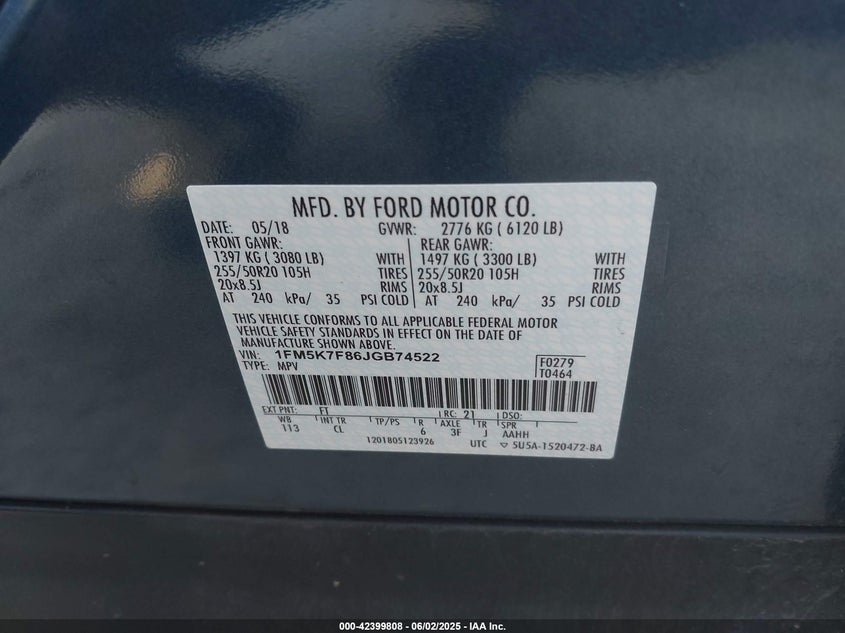 MFD. BY FORD MOTOR CO.
DATE: 05/18 GVWR: 2776 KG ( 6120 LB)
FRONT GAWR: REAR GAWR:
1397 KG ( 3080 LB) WITH 1497 KG ( 3300 LB) WITH
255/50R20 105H TIRES 255/50R20 105H TIRES
20x8.5J RIMS 20x8.5J RIMS
AT 240 kPa/ 35 PSI COLD AT 240 kPa/ 35 PSI COLD
THIS VEHICLE CONFORMS TO ALL APPLICABLE FEDERAL MOTOR
VEHICLE SAFETY STANDARDS IN EFFECT ON THE DATE OF
MANUFACTURE SHOWN ABOVE.
VIN: 1FM5K7F86JGB74522 F0279
TYPE: MPV T0464
EXT PNT: FT RC: 21 DSO:
WB INT TR TP/PS R AXLE TR SPR
113 CL 6 3F J AAHH
1201805123926 UTC ▽ 5U5A-1520472-BA
000-42399808 - 06/02/2025 - IAA Inc.